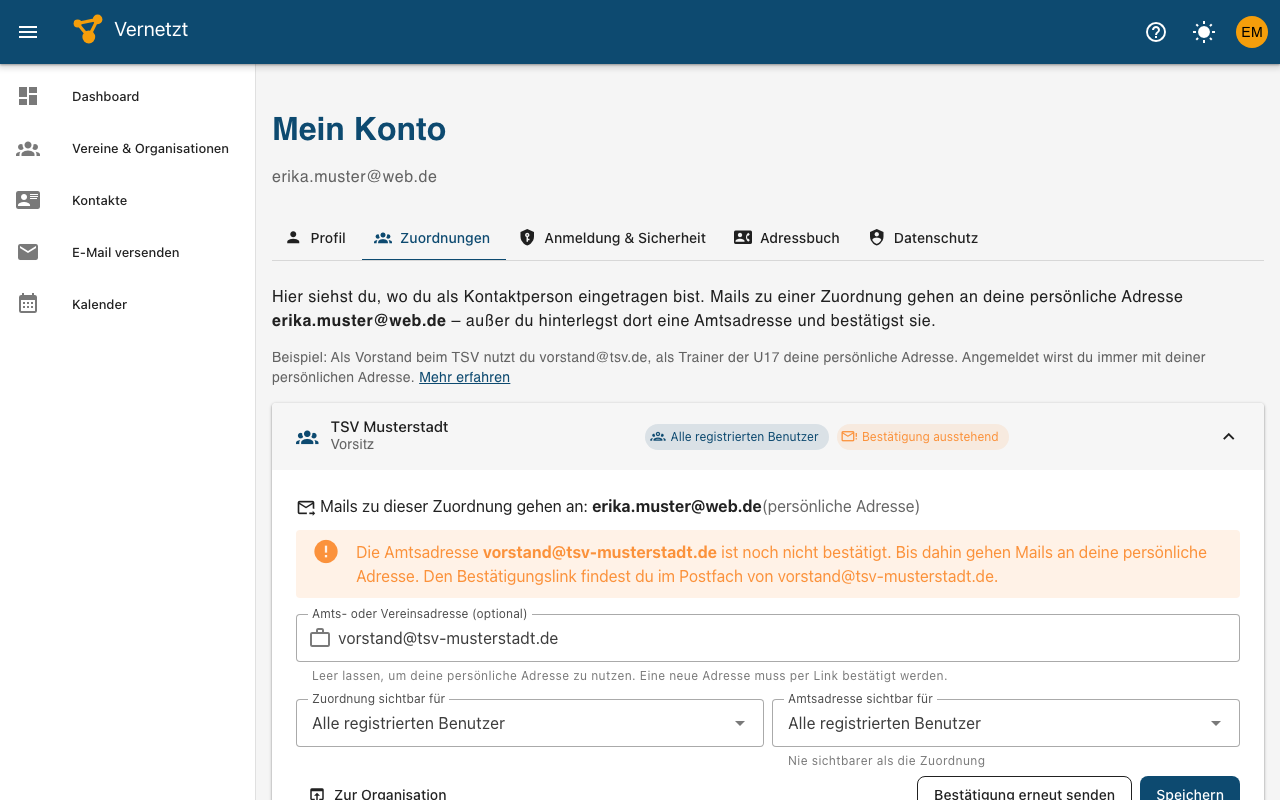 Vernetzt
EM
Dashboard
Vereine & Organisationen
Kontakte
E-Mail versenden
Kalender
Mein Konto
erika.muster@web.de
Profil
Zuordnungen
Anmeldung & Sicherheit
Adressbuch
Datenschutz
Hier siehst du, wo du als Kontaktperson eingetragen bist. Mails zu einer Zuordnung gehen an deine persönliche Adresse
erika.muster@web.de – außer du hinterlegst dort eine Amtsadresse und bestätigst sie.
Beispiel: Als Vorstand beim TSV nutzt du vorstand@tsv.de, als Trainer der U17 deine persönliche Adresse. Angemeldet wirst du immer mit deiner
persönlichen Adresse. Mehr erfahren
TSV Musterstadt
Vorsitz
Alle registrierten Benutzer
Bestätigung ausstehend
Mails zu dieser Zuordnung gehen an: erika.muster@web.de(persönliche Adresse)
Die Amtsadresse vorstand@tsv-musterstadt.de ist noch nicht bestätigt. Bis dahin gehen Mails an deine persönliche
Adresse. Den Bestätigungslink findest du im Postfach von vorstand@tsv-musterstadt.de.
Amts- oder Vereinsadresse (optional)
vorstand@tsv-musterstadt.de
Leer lassen, um deine persönliche Adresse zu nutzen. Eine neue Adresse muss per Link bestätigt werden.
Zuordnung sichtbar für
Alle registrierten Benutzer
Amtsadresse sichtbar für
Alle registrierten Benutzer
Nie sichtbarer als die Zuordnung
Zur Organisation
Bestätigung erneut senden
Speichern